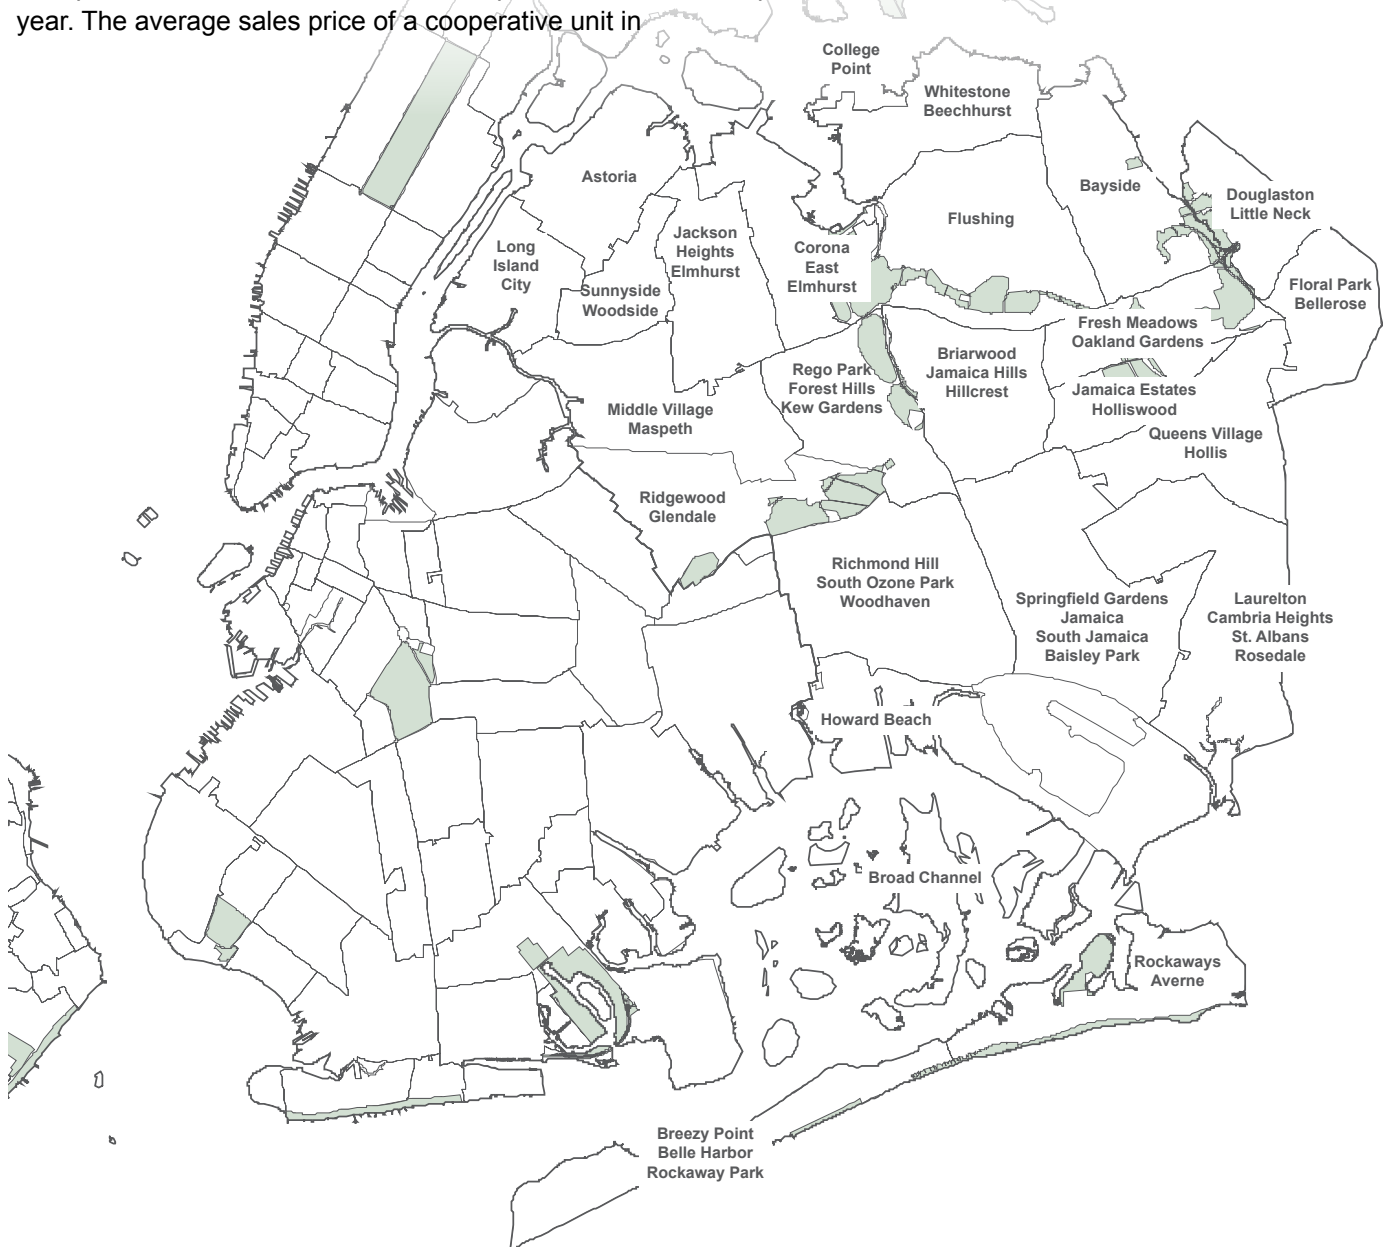 year. The average sales price of a cooperative unit in
College
Point
Whitestone
Beechhurst
Astoria
Bayside
Douglaston
Little Neck
Flushing
Jackson
Heights
Elmhurst
Long
Island
City
Corona
East
Elmhurst
Sunnyside
Woodside
Floral Park
Bellerose
Fresh Meadows
Oakland Gardens
Briarwood
Jamaica Hills
Hillcrest
Rego Park
Forest Hills
Kew Gardens
Jamaica Estates
Holliswood
Middle Village
Maspeth
Queens Village
Hollis
Ridgewood
Glendale
Richmond Hill
South Ozone Park
Woodhaven
Springfield Gardens
Jamaica
South Jamaica
Baisley Park
Laurelton
Cambria Heights
St. Albans
Rosedale
Howard Beach
Broad Channel
Rockaways
Averne
Breezy Point
Belle Harbor
Rockaway Park